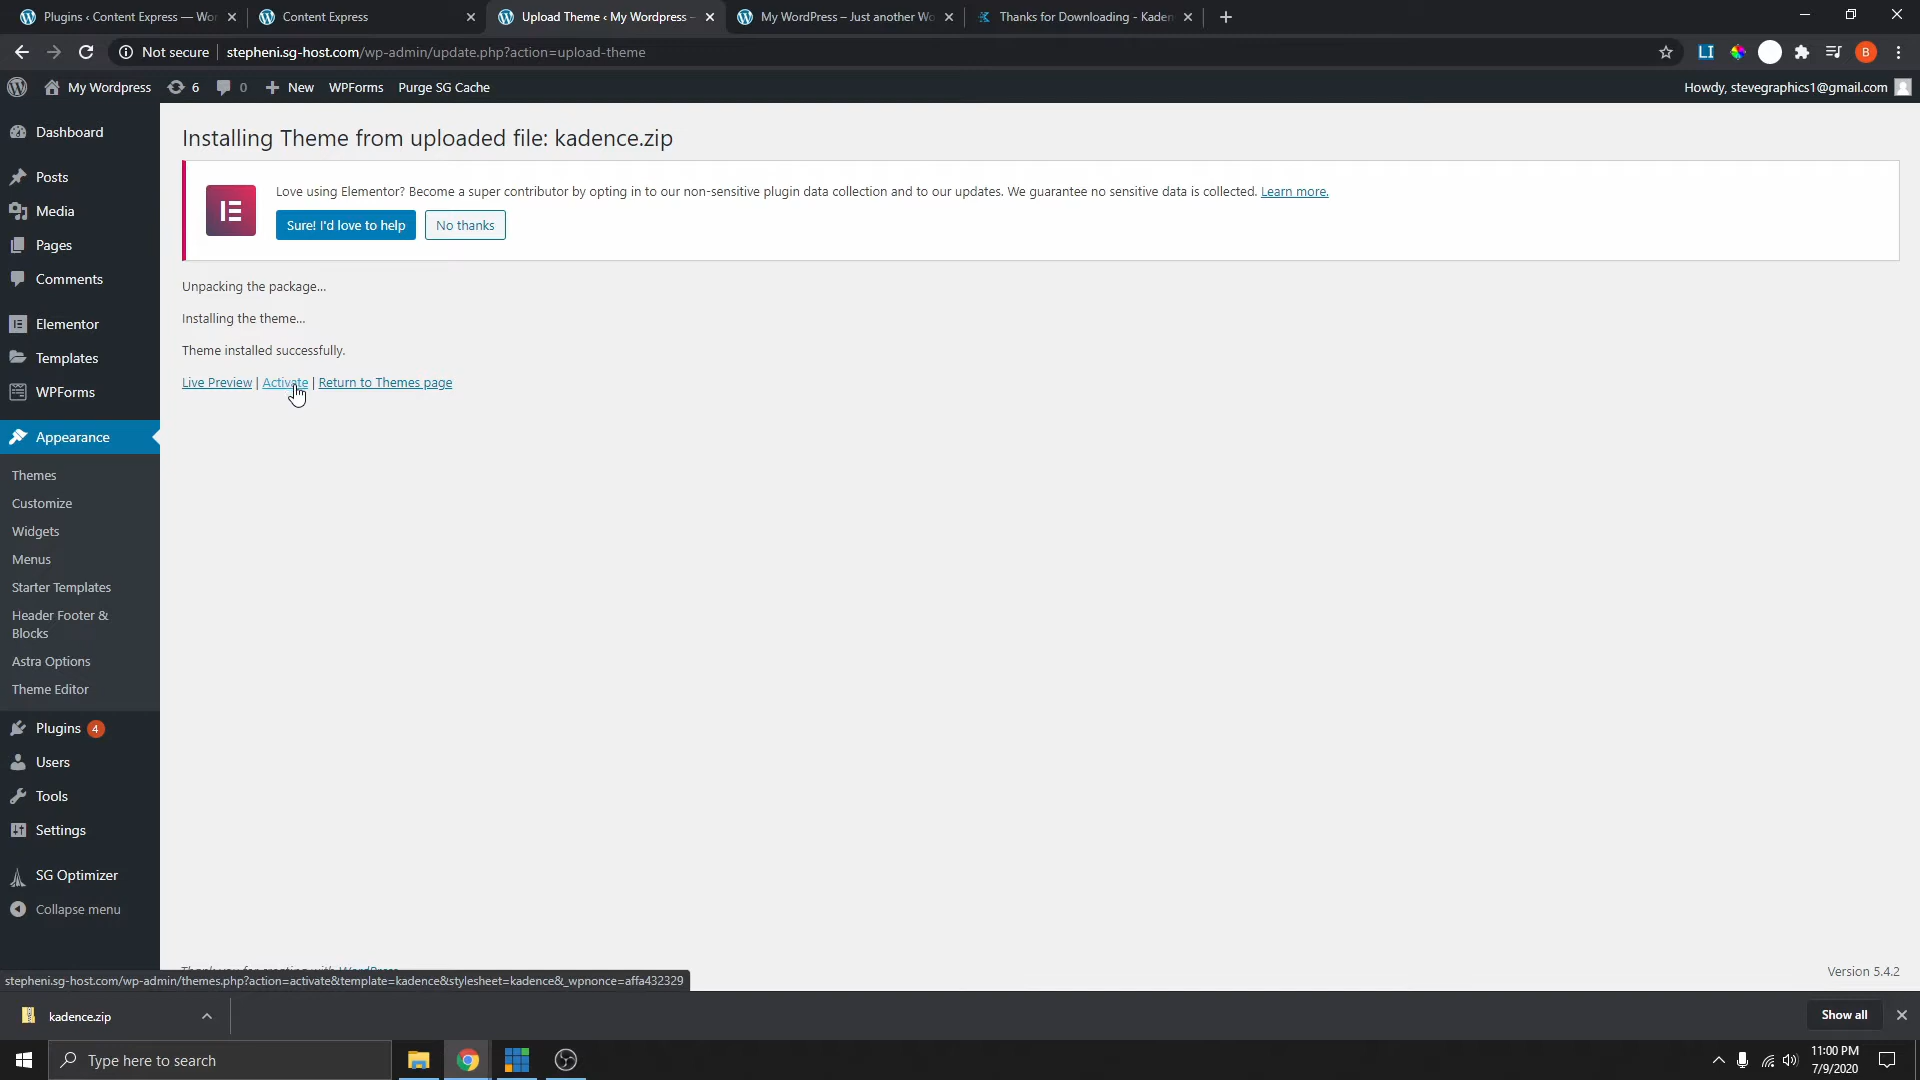 Plugins ‹ Content Express — Wor
Content Express
Upload Theme ‹ My Wordpress –
My WordPress – Just another Wo
Thanks for Downloading - Kaden
Not secure
stepheni.sg-host.com/wp-admin/update.php?action=upload-theme
LI
B
My Wordpress
6
0
New
WPForms
Purge SG Cache
Howdy, stevegraphics1@gmail.com
Dashboard
Posts
Media
Pages
Comments
Elementor
Templates
WPForms
Appearance
Themes
Customize
Widgets
Menus
Starter Templates
Header Footer &
Blocks
Astra Options
Theme Editor
Plugins 4
Users
Tools
Settings
SG Optimizer
Collapse menu
Installing Theme from uploaded file: kadence.zip
Love using Elementor? Become a super contributor by opting in to our non-sensitive plugin data collection and to our updates. We guarantee no sensitive data is collected. Learn more.
Sure! I'd love to help
No thanks
Unpacking the package…
Installing the theme…
Theme installed successfully.
Live Preview | Activate | Return to Themes page
Thank you for creating with WordPress.
Version 5.4.2
stepheni.sg-host.com/wp-admin/themes.php?action=activate&template=kadence&stylesheet=kadence&_wpnonce=affa432329
kadence.zip
Show all
Type here to search
11:00 PM
7/9/2020